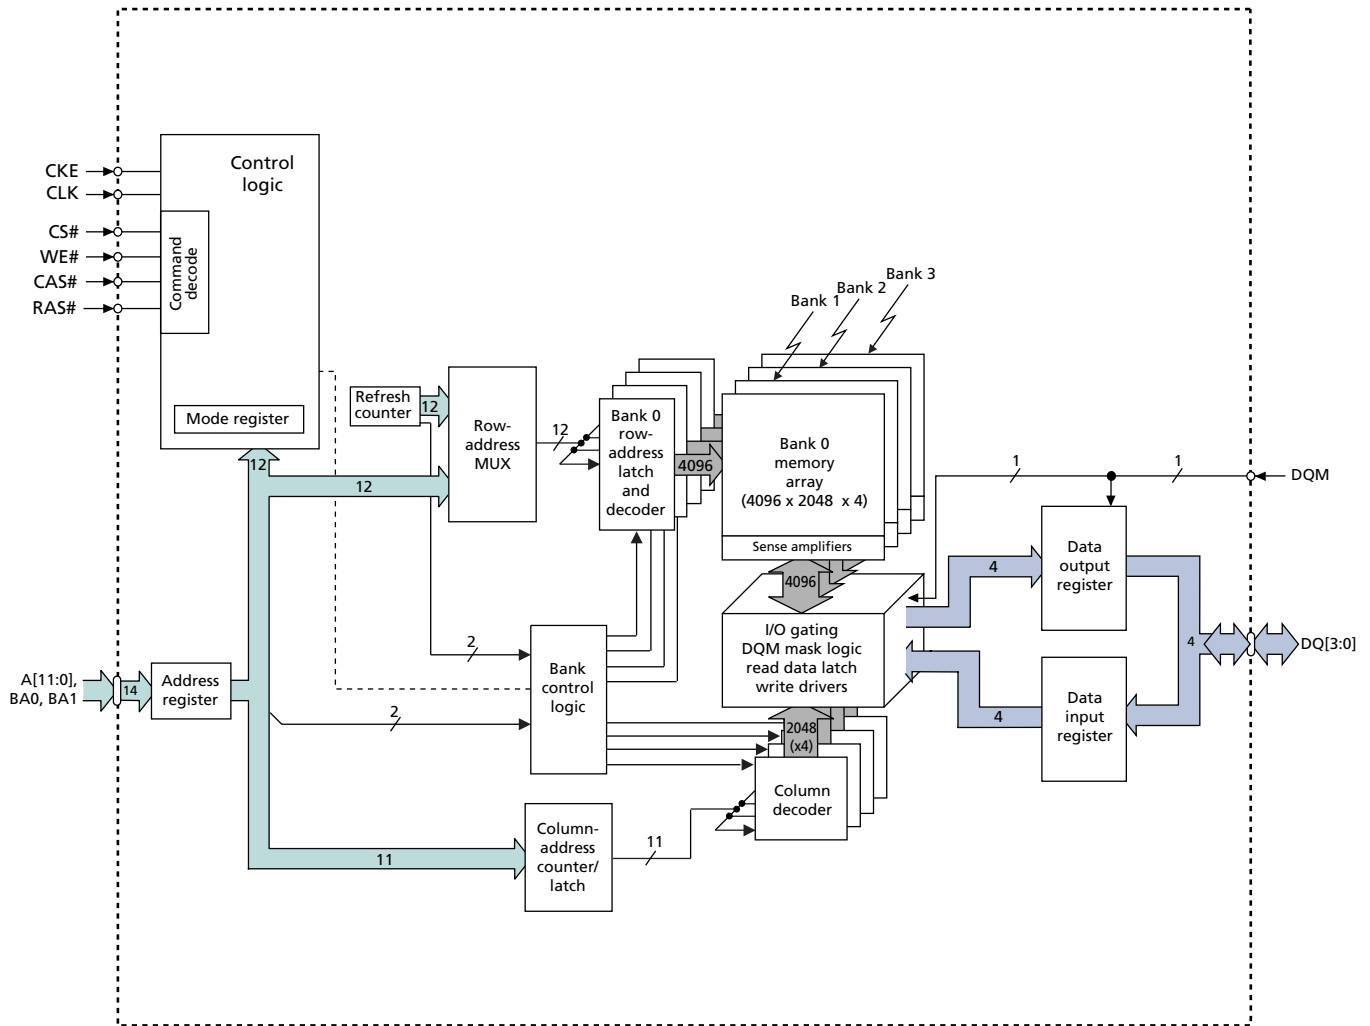 Control
logic
CKE
CLK
CS#
WE#
CAS#
RAS#
Command
decode
Mode register
Bank 3
Bank 2
Bank 1
Refresh
counter
12
Row-
address
MUX
12
Bank 0
row-
address
latch
and
decoder
4096
Bank 0
memory
array
(4096 x 2048 x 4)
Sense amplifiers
12
12
1
1
DQM
4096
4
Data
output
register
I/O gating
DQM mask logic
read data latch
write drivers
4
DQ[3:0]
2
Bank
control
logic
A[11:0],
BA0, BA1
14
Address
register
2
4
Data
input
register
2048
(x4)
Column
decoder
Column-
address
counter/
latch
11
11